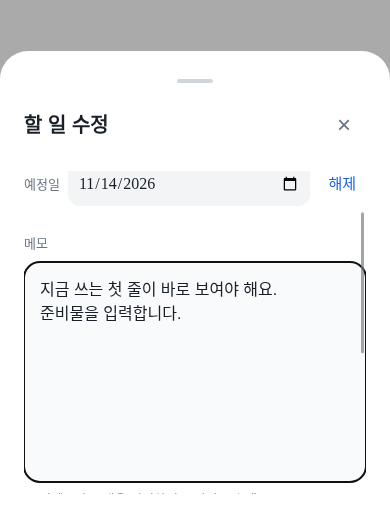 할 일 수정
×
예정일 11/14/2026 해제
메모
지금 쓰는 첫 줄이 바로 보여야 해요.
준비물을 입력합니다.